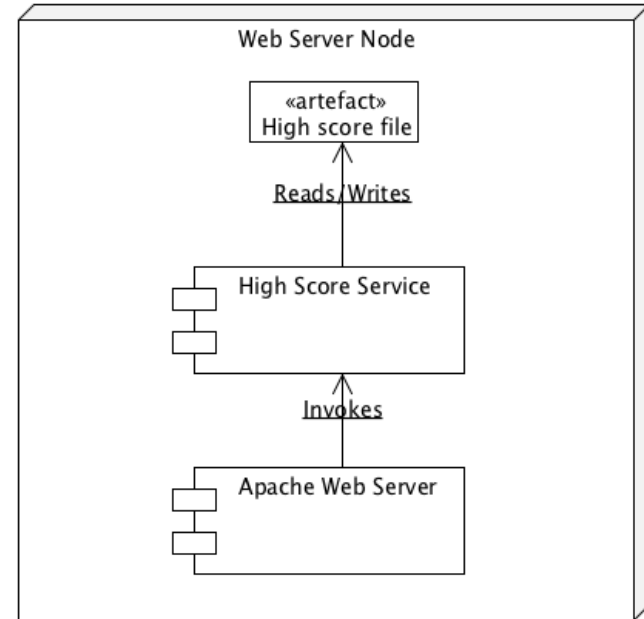 Web Server Node
«artefact»
High score file
Reads/Writes
High Score Service
Invokes
Apache Web Server